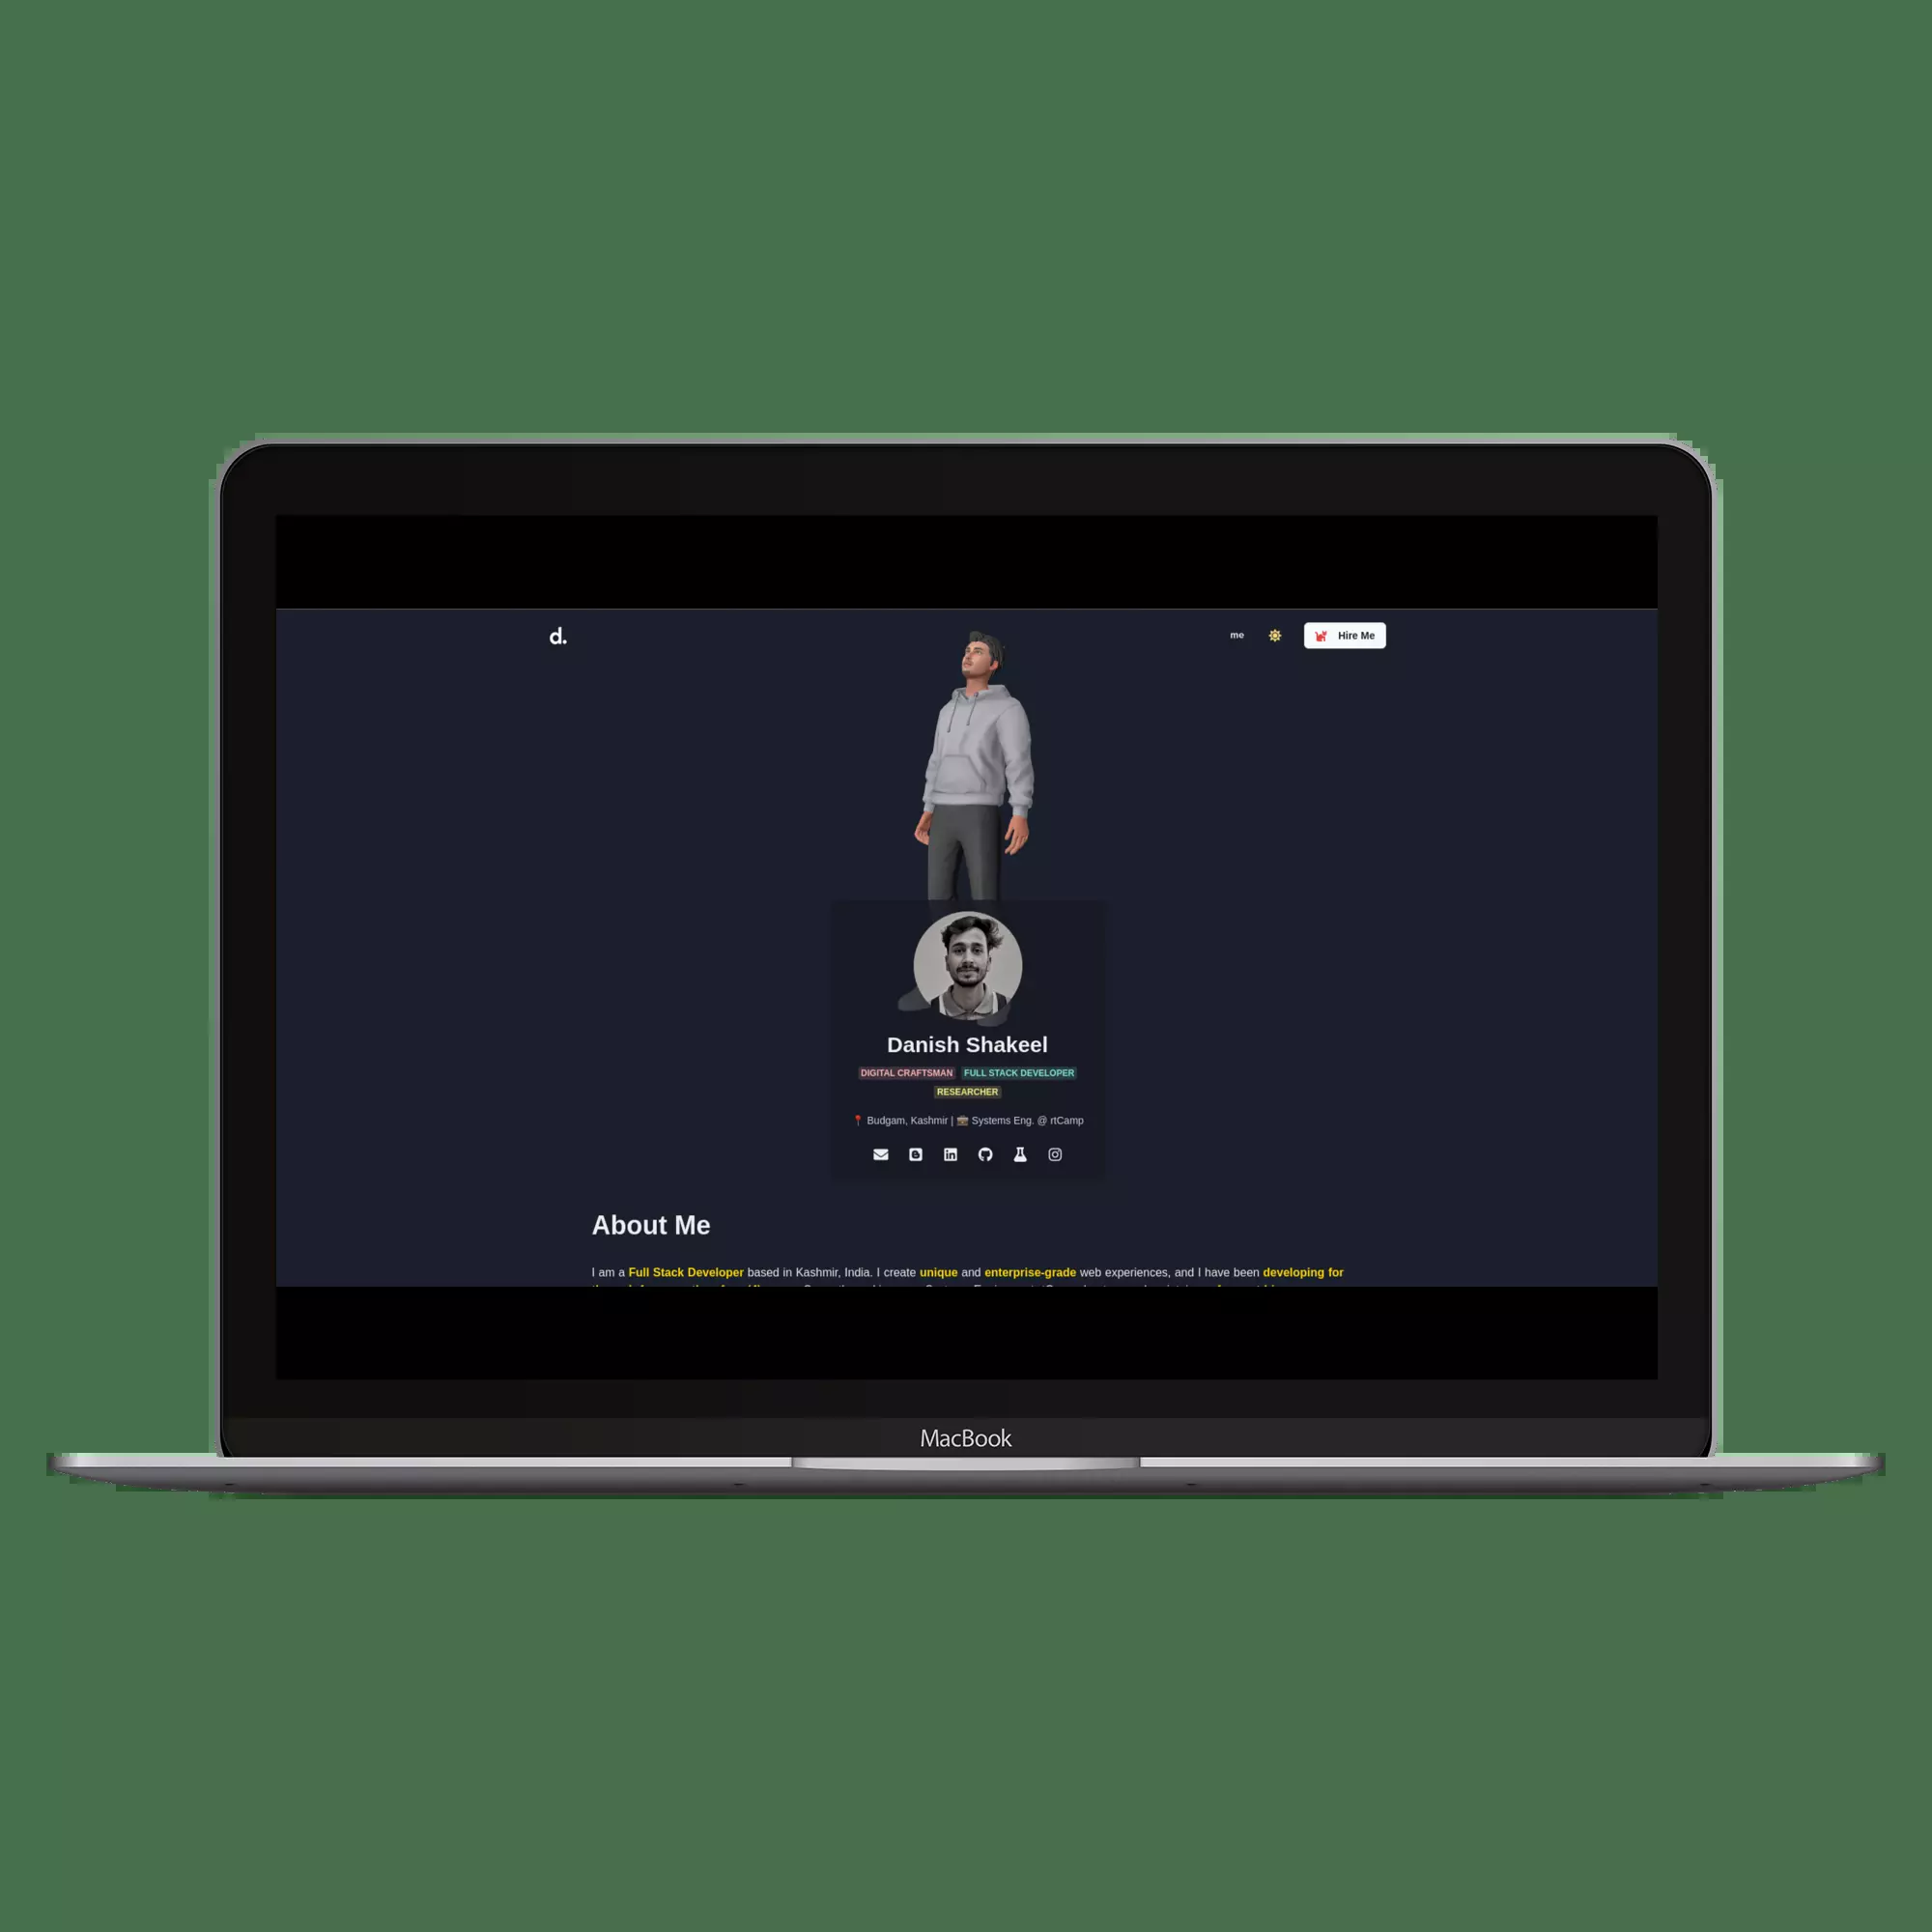 d.
me
Hire Me
Danish Shakeel
DIGITAL CRAFTSMAN FULL STACK DEVELOPER
RESEARCHER
Budgam, Kashmir | Systems Eng. @ rtCamp
About Me
I am a Full Stack Developer based in Kashmir, India. I create unique and enterprise-grade web experiences, and I have been developing for
MacBook